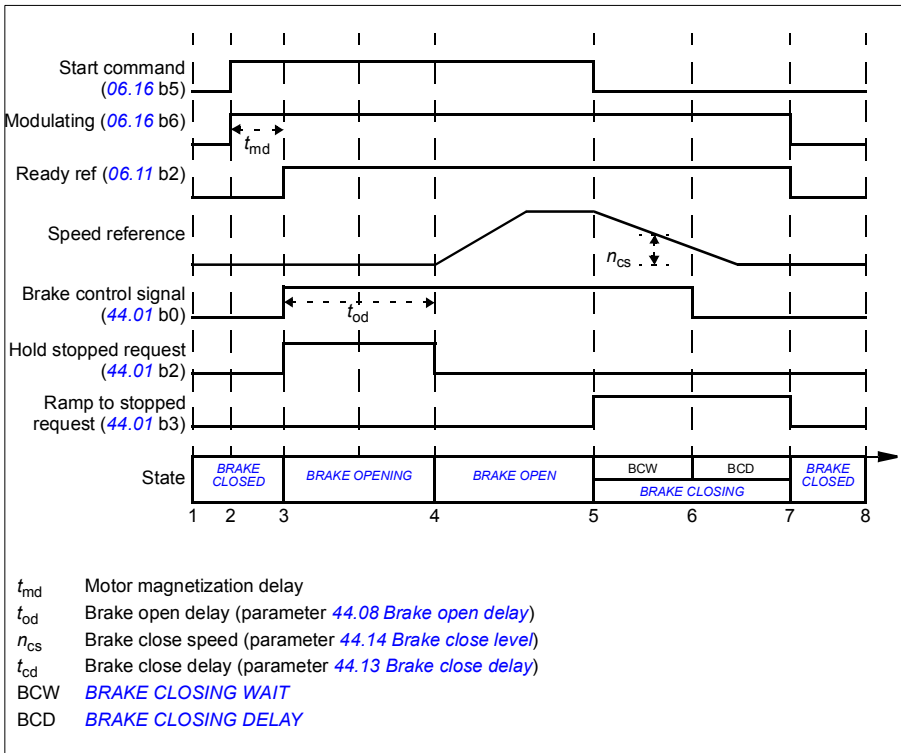 Start command
(06.16 b5)
Modulating (06.16 b6)
tmd
Ready ref (06.11 b2)
Speed reference
ncs
Brake control signal
(44.01 b0)
tod
Hold stopped request
(44.01 b2)
Ramp to stopped
request (44.01 b3)
State
BRAKE CLOSED
BRAKE OPENING
BRAKE OPEN
BCW
BCD
BRAKE CLOSING
BRAKE CLOSED
1 2 3 4 5 6 7 8
tmd Motor magnetization delay
tod Brake open delay (parameter 44.08 Brake open delay)
ncs Brake close speed (parameter 44.14 Brake close level)
tcd Brake close delay (parameter 44.13 Brake close delay)
BCW BRAKE CLOSING WAIT
BCD BRAKE CLOSING DELAY